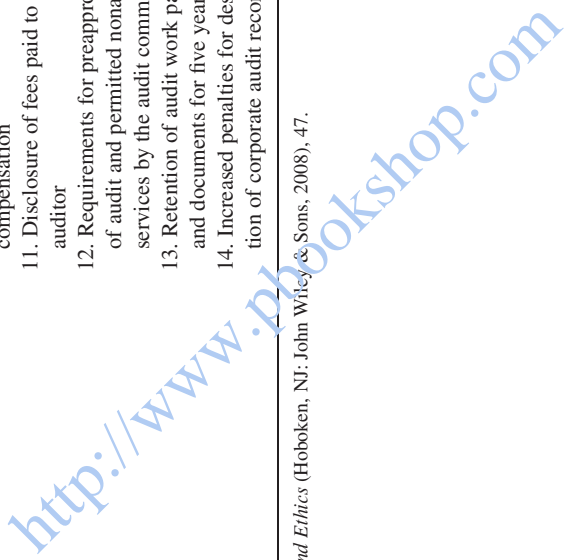 compensation
11. Disclosure of fees paid to
auditor
12. Requirements for preappro
of audit and permitted nona
services by the audit comm
13. Retention of audit work pa
and documents for five year
14. Increased penalties for des
tion of corporate audit recor
nd Ethics (Hoboken, NJ: John Wiley & Sons, 2008), 47.
http://www.pbookshop.com